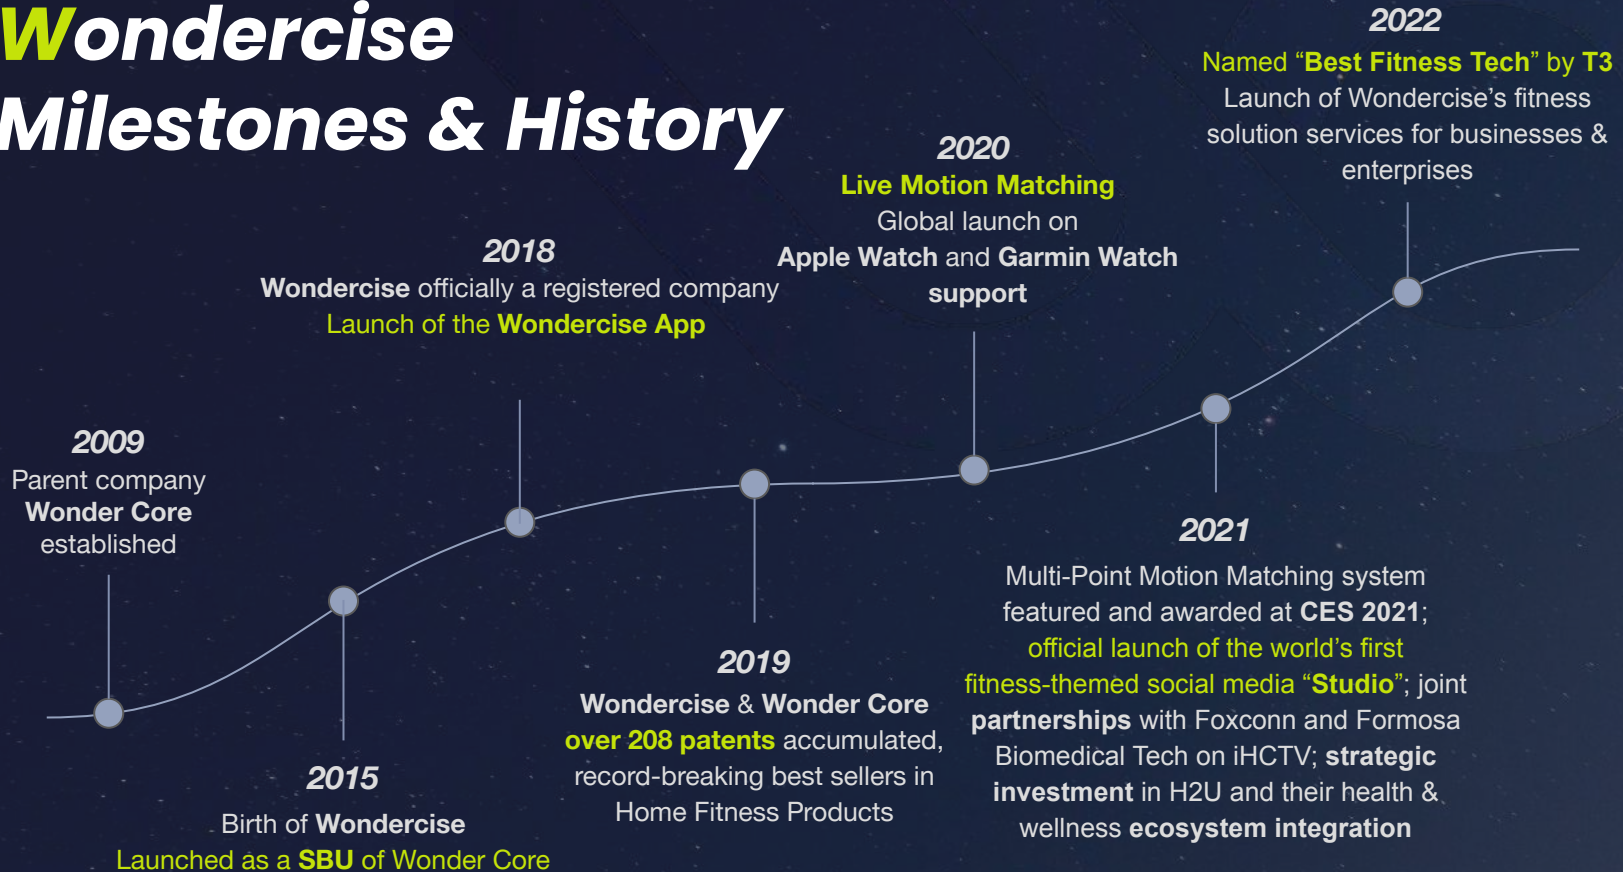 Wondercise
Milestones & History
2009
Parent company
Wonder Core
established
2015
Birth of Wondercise
Launched as a SBU of Wonder Core
2018
Wondercise officially a registered company
Launch of the Wondercise App
2019
Wondercise & Wonder Core
over 208 patents accumulated,
record-breaking best sellers in
Home Fitness Products
2020
Live Motion Matching
Global launch on
Apple Watch and Garmin Watch
support
2021
Multi-Point Motion Matching system
featured and awarded at CES 2021;
official launch of the world’s first
fitness-themed social media “Studio”; joint
partnerships with Foxconn and Formosa
Biomedical Tech on iHCTV; strategic
investment in H2U and their health &
wellness ecosystem integration
2022
Named “Best Fitness Tech” by T3
Launch of Wondercise’s fitness
solution services for businesses &
enterprises